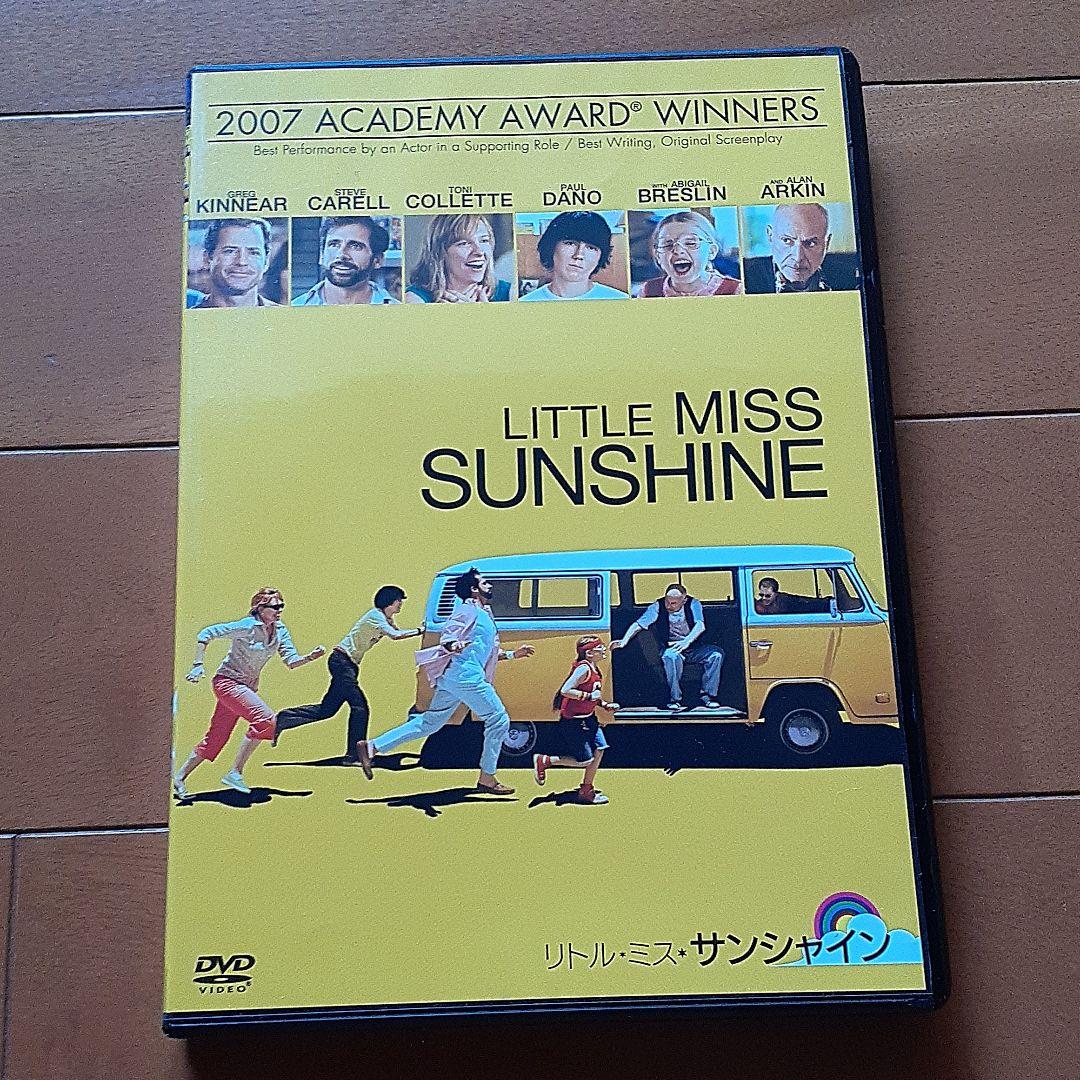 2007 ACADEMY AWARD® WINNERS
Best Performance by an Actor in a Supporting Role / Best Writing, Original Screenplay
GREG KINNEAR
STEVE CARELL
TONI COLLETTE
PAUL DANO
WITH ABIGAIL BRESLIN
AND ALAN ARKIN
LITTLE MISS
SUNSHINE
リトル★ミス★サンシャイン
DVD
VIDEO®